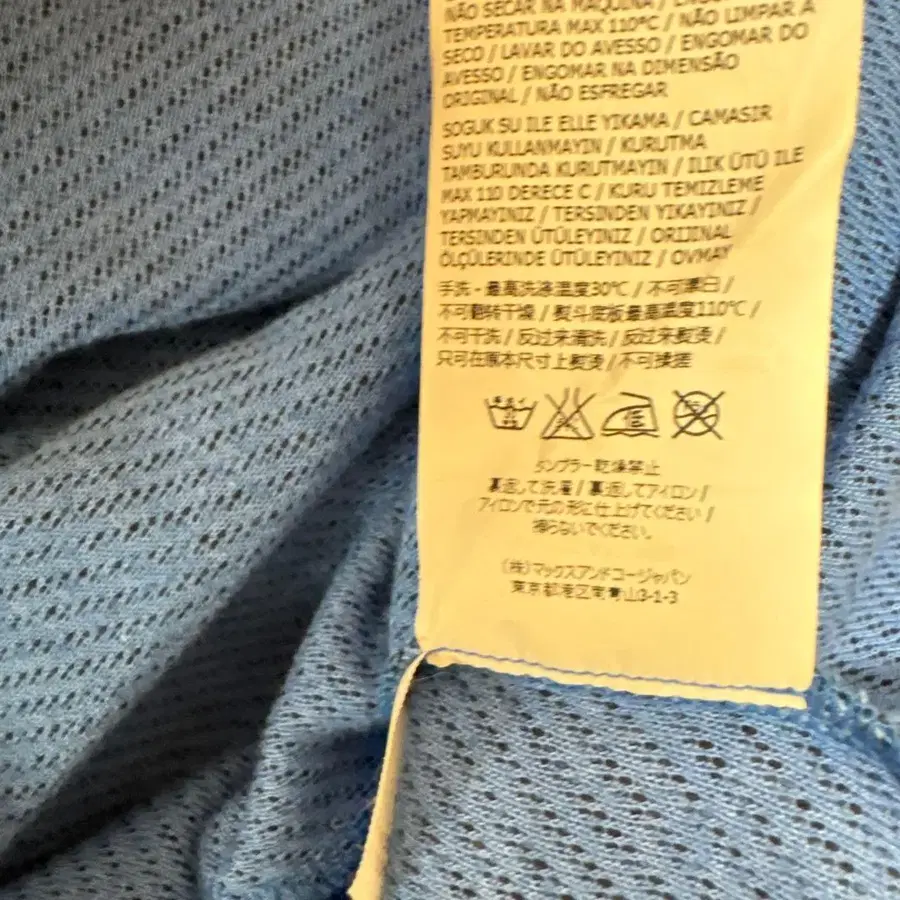 NÃO SECAR NA MÁQUINA /
TEMPERATURA MAX 110°C / NÃO LIMPAR A
SECO / LAVAR DO AVESSO / ENGOMAR DO
AVESSO / ENGOMAR NA DIMENSÃO
ORIGINAL / NÃO ESFREGAR
SOGUK SU ILE ELLE YIKAMA / CAMASIR
SUYU KULLANMAYIN / KURUTMA
TAMBURUNDA KURUTMAYIN / ILIK ÜTÜ ILE
MAX 110 DERECE C / KURU TEMIZLEME
YAPMAYINIZ / TERSINDEN YIKAYINIZ /
TERSINDEN ÜTÜLEYINIZ / ORIJINAL
ÖLÇÜLERINDE ÜTÜLEYINIZ / OVMAY
手洗 - 最高洗涤温度30℃ / 不可漂白 /
不可翻转干燥 / 熨斗底板最高温度110℃ /
不可干洗 / 反过来清洗 / 反过来熨烫 /
只可在原本尺寸上熨烫 / 不可揉搓
手洗イ 低
タンブラー乾燥禁止
裏返して洗濯 / 裏返してアイロン /
アイロンで元の形に仕上げてください /
擦らないでください。
(株)マックスアンドコージャパン
東京都港区南青山3-1-3